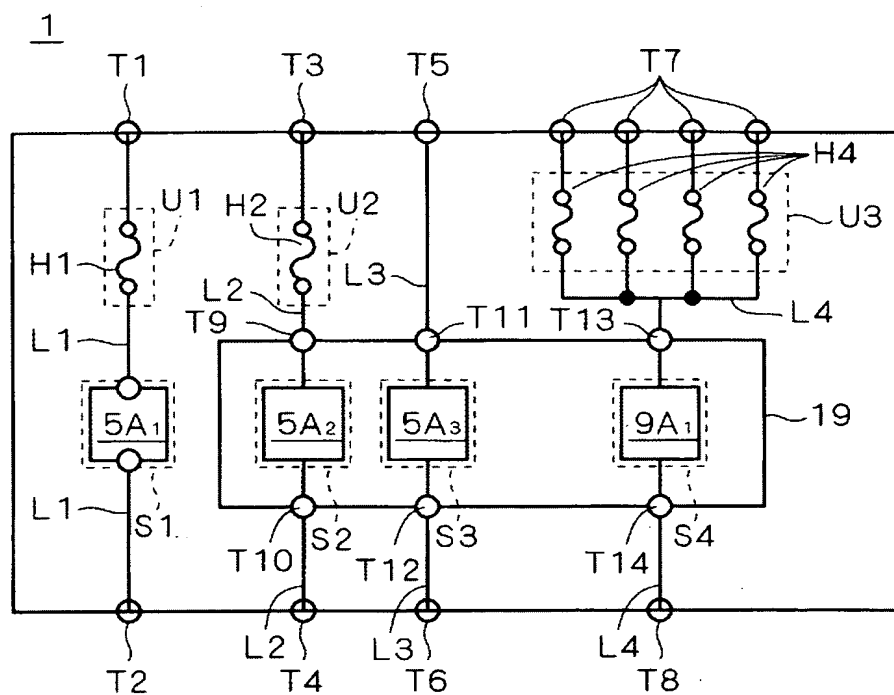 1
T1 T3 T5 T7
H4
U1 H2 U2 U3
H1 L3
L2
T9 T11 T13 L4
L1
5A₁ 5A₂ 5A₃ 9A₁ 19
L1 S1 S2 S3 S4
T10 T12 T14
L2 L3 L4
T2 T4 T6 T8